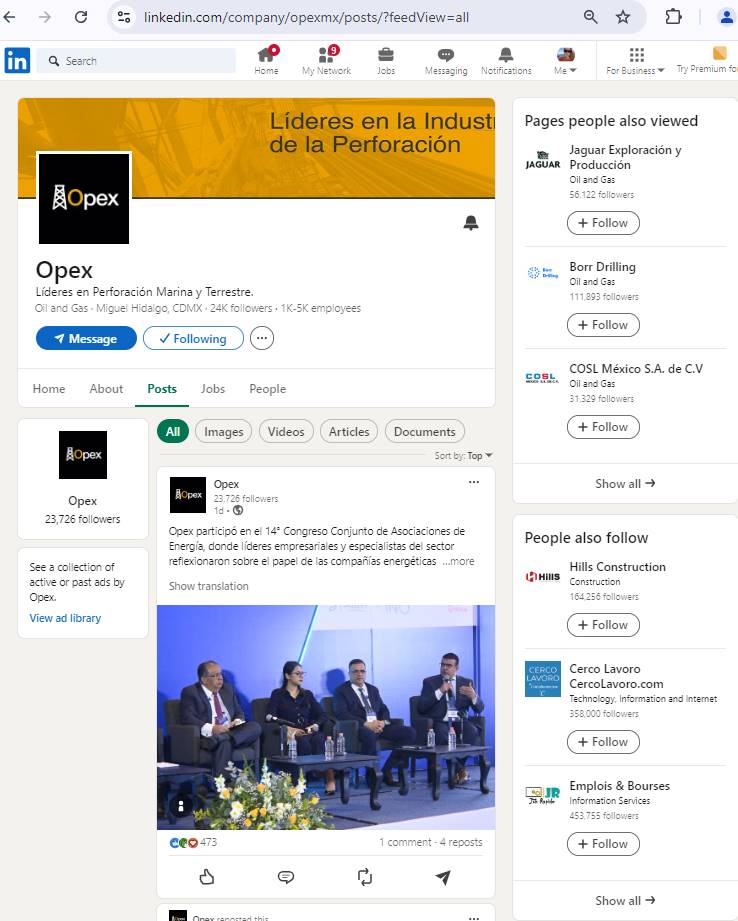 linkedin.com/company/opexmx/posts/?feedView=all
in
Search
Home
9
My Network
Jobs
Messaging
Notifications
Me
For Business
Try Premium fo
Líderes en la Indust
de la Perforación
Opex
Opex
Líderes en Perforación Marina y Terrestre.
Oil and Gas · Miguel Hidalgo, CDMX · 24K followers · 1K-5K employees
Message
Following
Home
About
Posts
Jobs
People
Opex
Opex
23,726 followers
See a collection of
active or past ads by
Opex.
View ad library
All
Images
Videos
Articles
Documents
Sort by: Top
Opex
Opex
23,726 followers
1d •
Opex participó en el 14° Congreso Conjunto de Asociaciones de
Energía, donde líderes empresariales y especialistas del sector
reflexionaron sobre el papel de las compañías energéticas ...more
Show translation
473
1 comment · 4 reposts
Opex reposted this
Pages people also viewed
JAGUAR
Jaguar Exploración y
Producción
Oil and Gas
56,122 followers
+ Follow
Borr
Drilling
Borr Drilling
Oil and Gas
111,893 followers
+ Follow
COSL
COSL México S.A. de C.V
Oil and Gas
31,329 followers
+ Follow
Show all →
People also follow
HILLS
Hills Construction
Construction
164,256 followers
+ Follow
CERCO
LAVORO
Cerco Lavoro
CercoLavoro.com
Technology, Information and Internet
358,000 followers
+ Follow
JR
Emplois & Bourses
Information Services
453,755 followers
+ Follow
Show all →